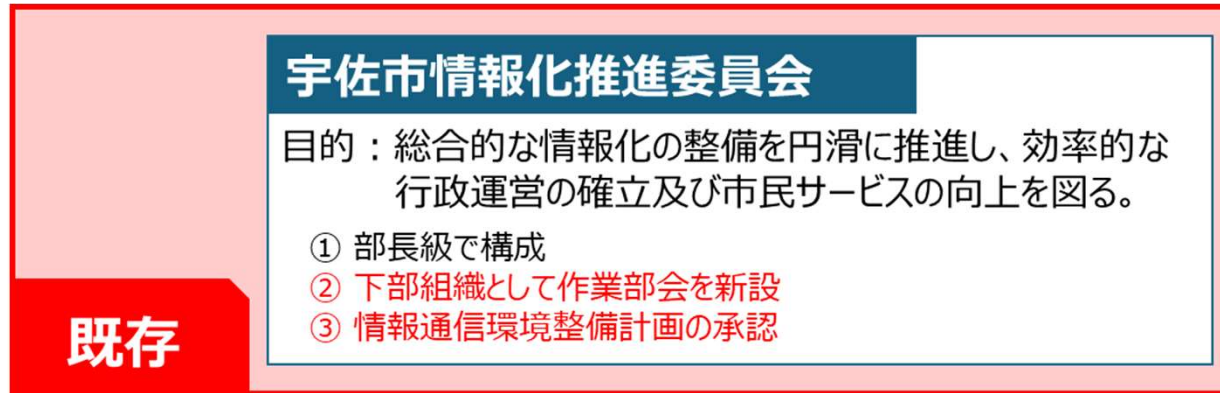 宇佐市情報化推進委員会
目的：総合的な情報化の整備を円滑に推進し、効率的な
行政運営の確立及び市民サービスの向上を図る。
① 部長級で構成
② 下部組織として作業部会を新設
③ 情報通信環境整備計画の承認
既存